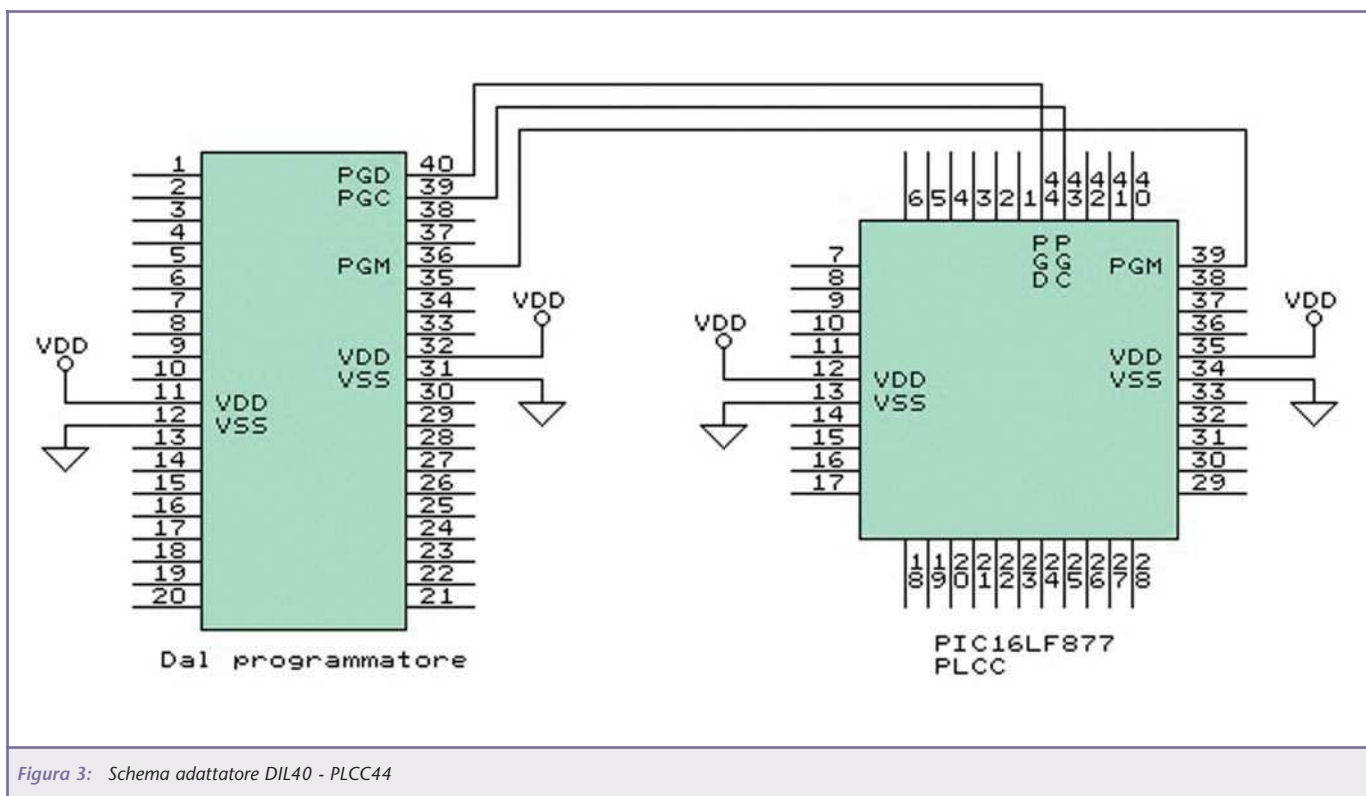 1
2
3
4
5
6
7
8
9
10
11
12
13
14
15
16
17
18
19
20
PGD
PGC
PGM
VDD
VSS
VDD
VSS
40
39
38
37
36
35
34
33
32
31
30
29
28
27
26
25
24
23
22
21
VDD
VDD
Dal programmatore
6 5 4 3 2 1 44 43 42 41 40
7
8
9
10
11
12
13
14
15
16
17
PGD PGC
PGM
VDD
VSS
VDD
VSS
39
38
37
36
35
34
33
32
31
30
29
VDD
VDD
18 19 20 21 22 23 24 25 26 27 28
PIC16LF877
PLCC
Figura 3: Schema adattatore DIL40 - PLCC44